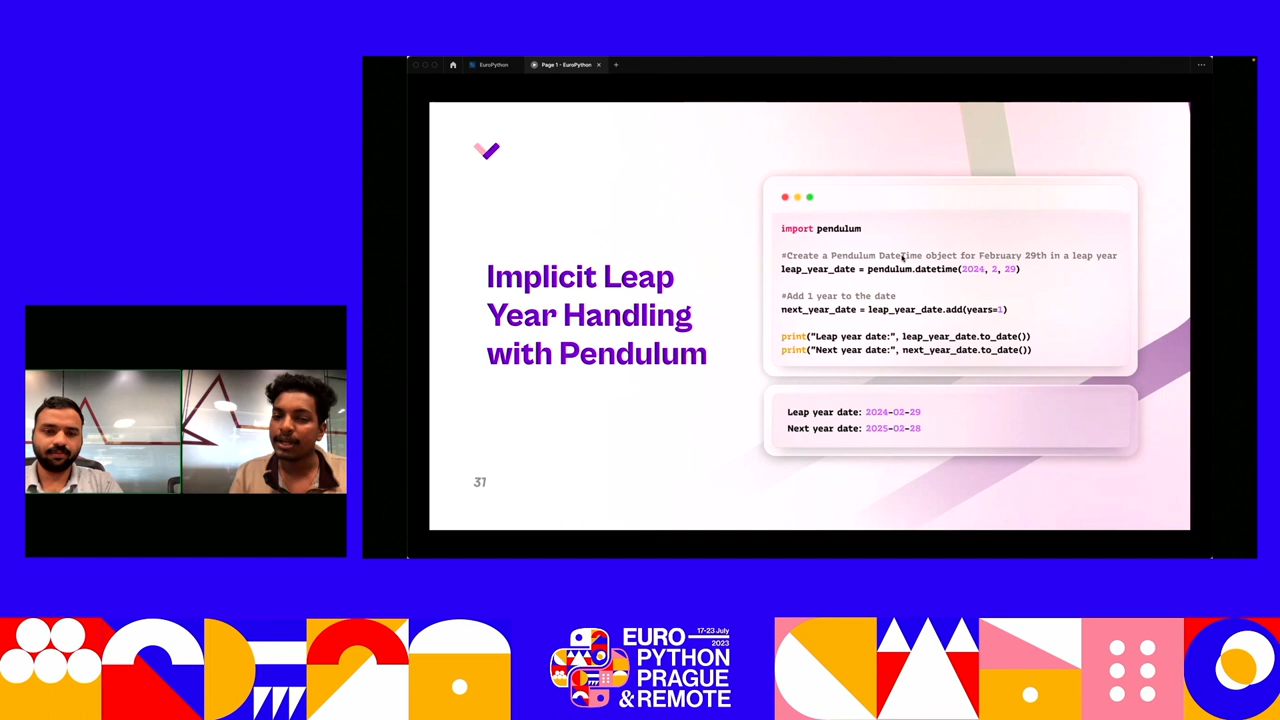 EuroPython
Page 1 - EuroPython
Implicit Leap
Year Handling
with Pendulum
31
import pendulum
#Create a Pendulum DateTime object for February 29th in a leap year
leap_year_date = pendulum.datetime(2024, 2, 29)
#Add 1 year to the date
next_year_date = leap_year_date.add(years=1)
print("Leap year date:", leap_year_date.to_date())
print("Next year date:", next_year_date.to_date())
Leap year date: 2024-02-29
Next year date: 2025-02-28
EURO 17-23 July
2023
PYTHON
PRAGUE
&REMOTE